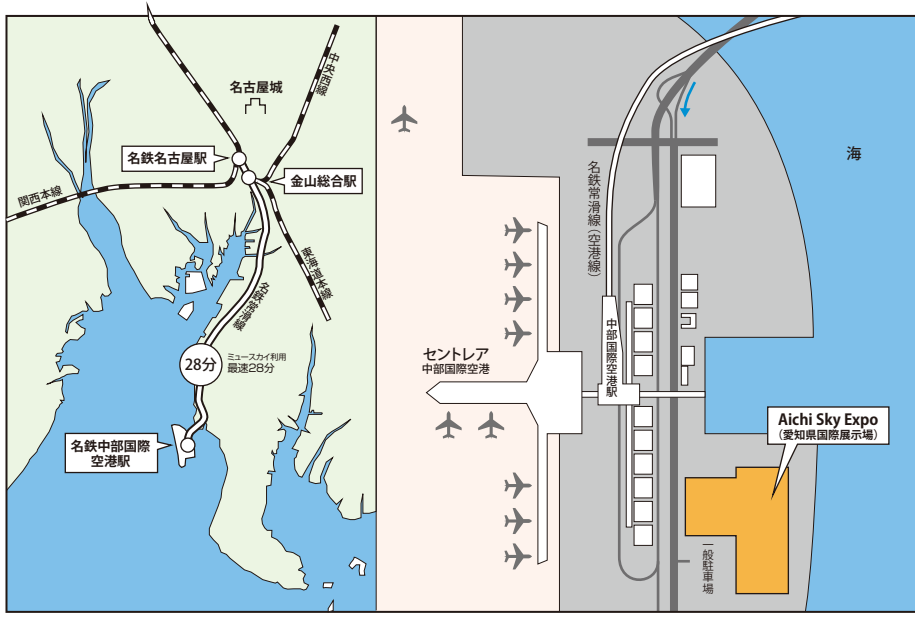 中央西線
名古屋城
名鉄名古屋駅
金山総合駅
関西本線
東海道本線
名鉄常滑線
28分
ミュースカイ利用
最速28分
名鉄中部国際
空港駅
海
名鉄常滑線(空港線)
中部国際空港駅
セントレア
中部国際空港
Aichi Sky Expo
(愛知県国際展示場)
一般駐車場